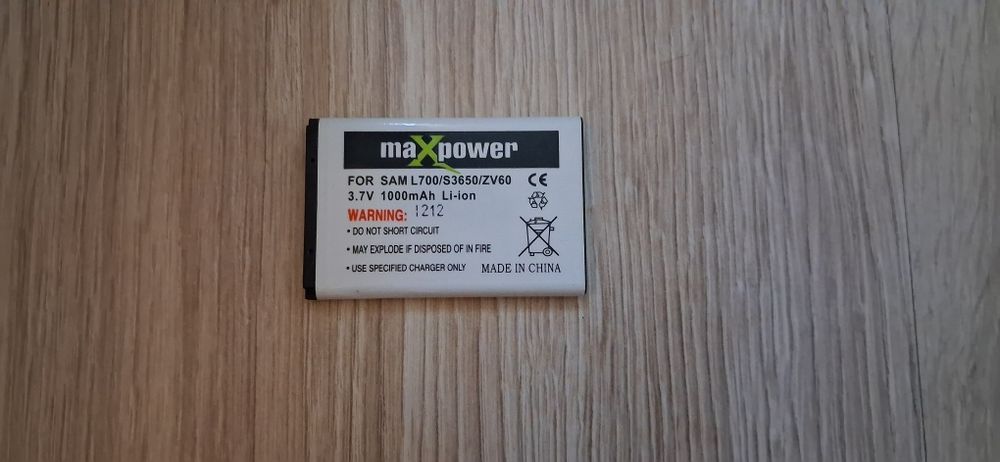 maXpower
FOR SAM L700/S3650/ZV60
3.7V 1000mAh Li-ion
WARNING: 1212
• DO NOT SHORT CIRCUIT
• MAY EXPLODE IF DISPOSED OF IN FIRE
• USE SPECIFIED CHARGER ONLY
CE
MADE IN CHINA